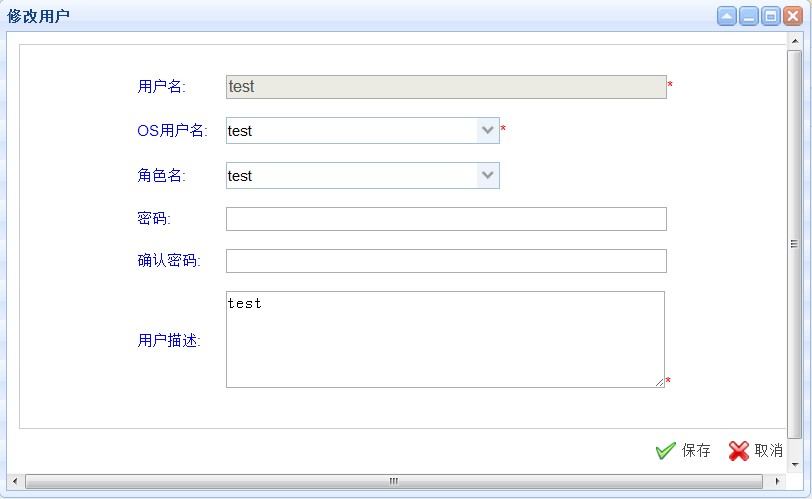 修改用户
用户名: test*
OS用户名: test*
角色名: test
密码:
确认密码:
用户描述: test*
保存 取消